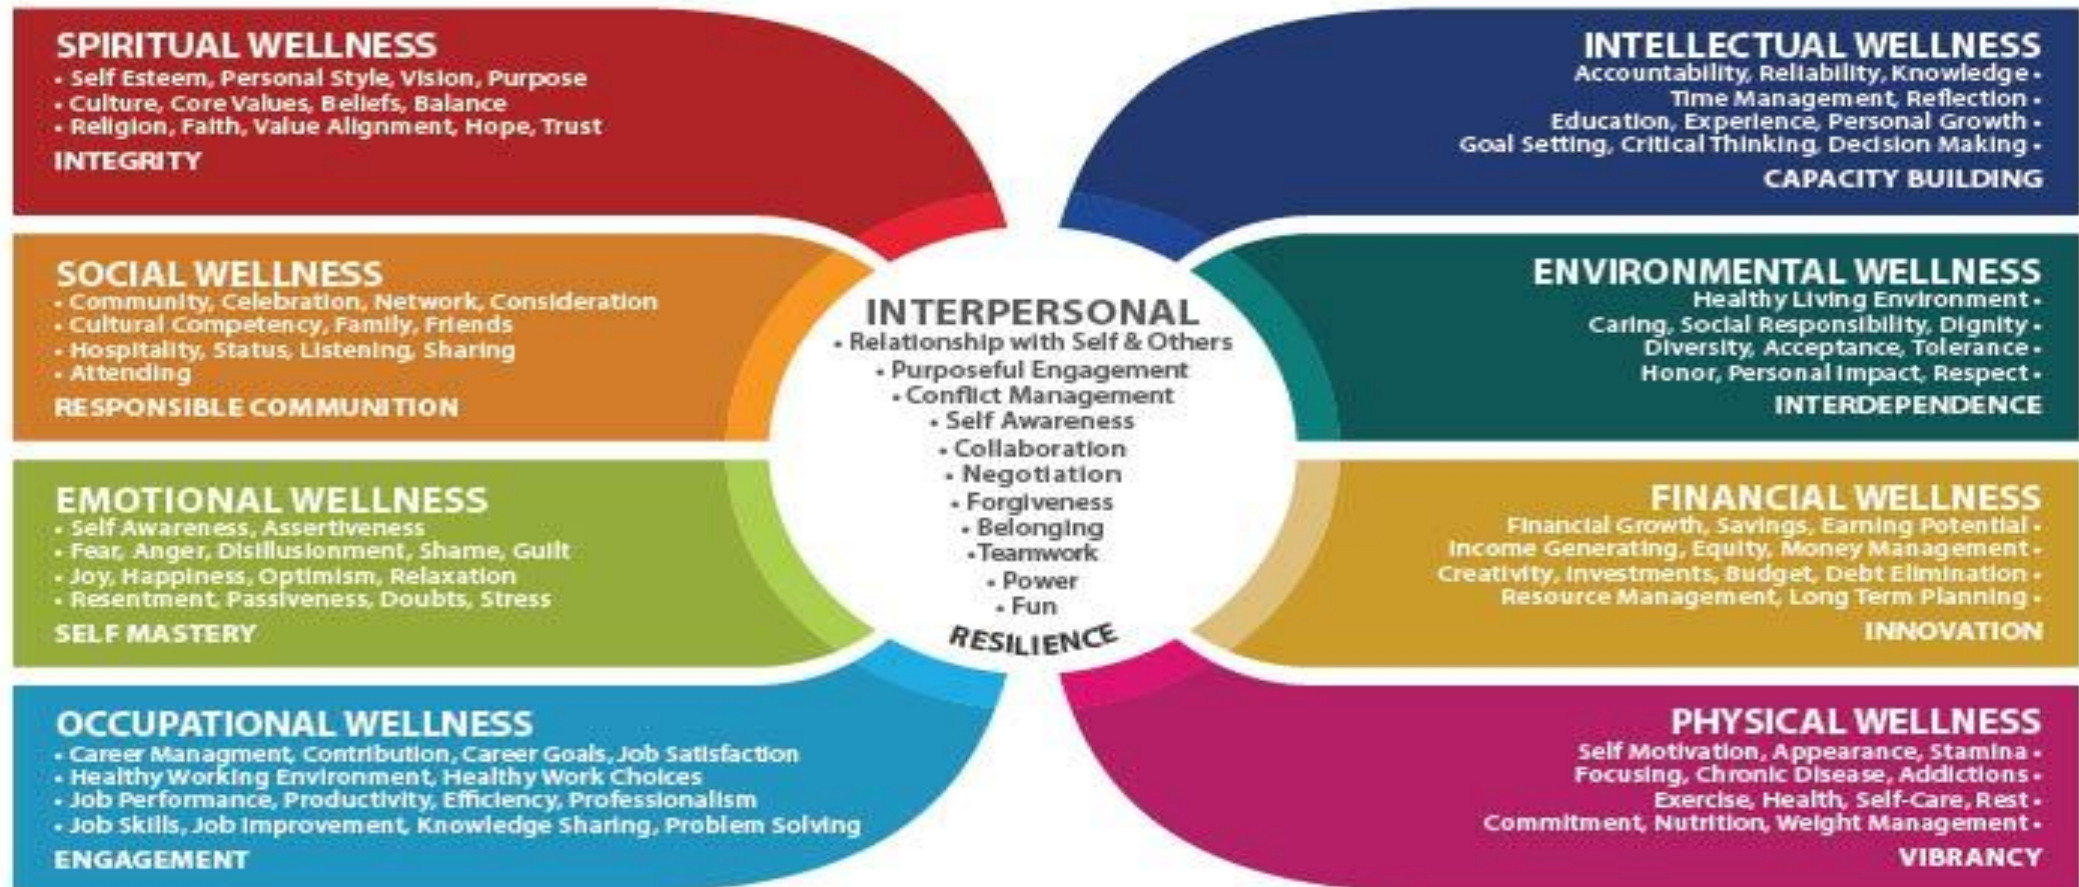 SPIRITUAL WELLNESS
• Self Esteem, Personal Style, Vision, Purpose
• Culture, Core Values, Beliefs, Balance
• Religion, Faith, Value Alignment, Hope, Trust
INTEGRITY
SOCIAL WELLNESS
• Community, Celebration, Network, Consideration
• Cultural Competency, Family, Friends
• Hospitality, Status, Listening, Sharing
• Attending
RESPONSIBLE COMMUNITION
EMOTIONAL WELLNESS
• Self Awareness, Assertiveness
• Fear, Anger, Disillusionment, Shame, Guilt
• Joy, Happiness, Optimism, Relaxation
• Resentment, Passiveness, Doubts, Stress
SELF MASTERY
OCCUPATIONAL WELLNESS
• Career Managment, Contribution, Career Goals, Job Satisfaction
• Healthy Working Environment, Healthy Work Choices
• Job Performance, Productivity, Efficiency, Professionalism
• Job Skills, Job Improvement, Knowledge Sharing, Problem Solving
ENGAGEMENT
INTERPERSONAL
• Relationship with Self & Others
• Purposeful Engagement
• Conflict Management
• Self Awareness
• Collaboration
• Negotiation
• Forgiveness
• Belonging
• Teamwork
• Power
• Fun
RESILIENCE
INTELLECTUAL WELLNESS
Accountability, Reliability, Knowledge •
Time Management, Reflection •
Education, Experience, Personal Growth •
Goal Setting, Critical Thinking, Decision Making •
CAPACITY BUILDING
ENVIRONMENTAL WELLNESS
Healthy Living Environment •
Caring, Social Responsibility, Dignity •
Diversity, Acceptance, Tolerance •
Honor, Personal Impact, Respect •
INTERDEPENDENCE
FINANCIAL WELLNESS
Financial Growth, Savings, Earning Potential •
Income Generating, Equity, Money Management •
Creativity, Investments, Budget, Debt Elimination •
Resource Management, Long Term Planning •
INNOVATION
PHYSICAL WELLNESS
Self Motivation, Appearance, Stamina •
Focusing, Chronic Disease, Addictions •
Exercise, Health, Self-Care, Rest •
Commitment, Nutrition, Weight Management •
VIBRANCY